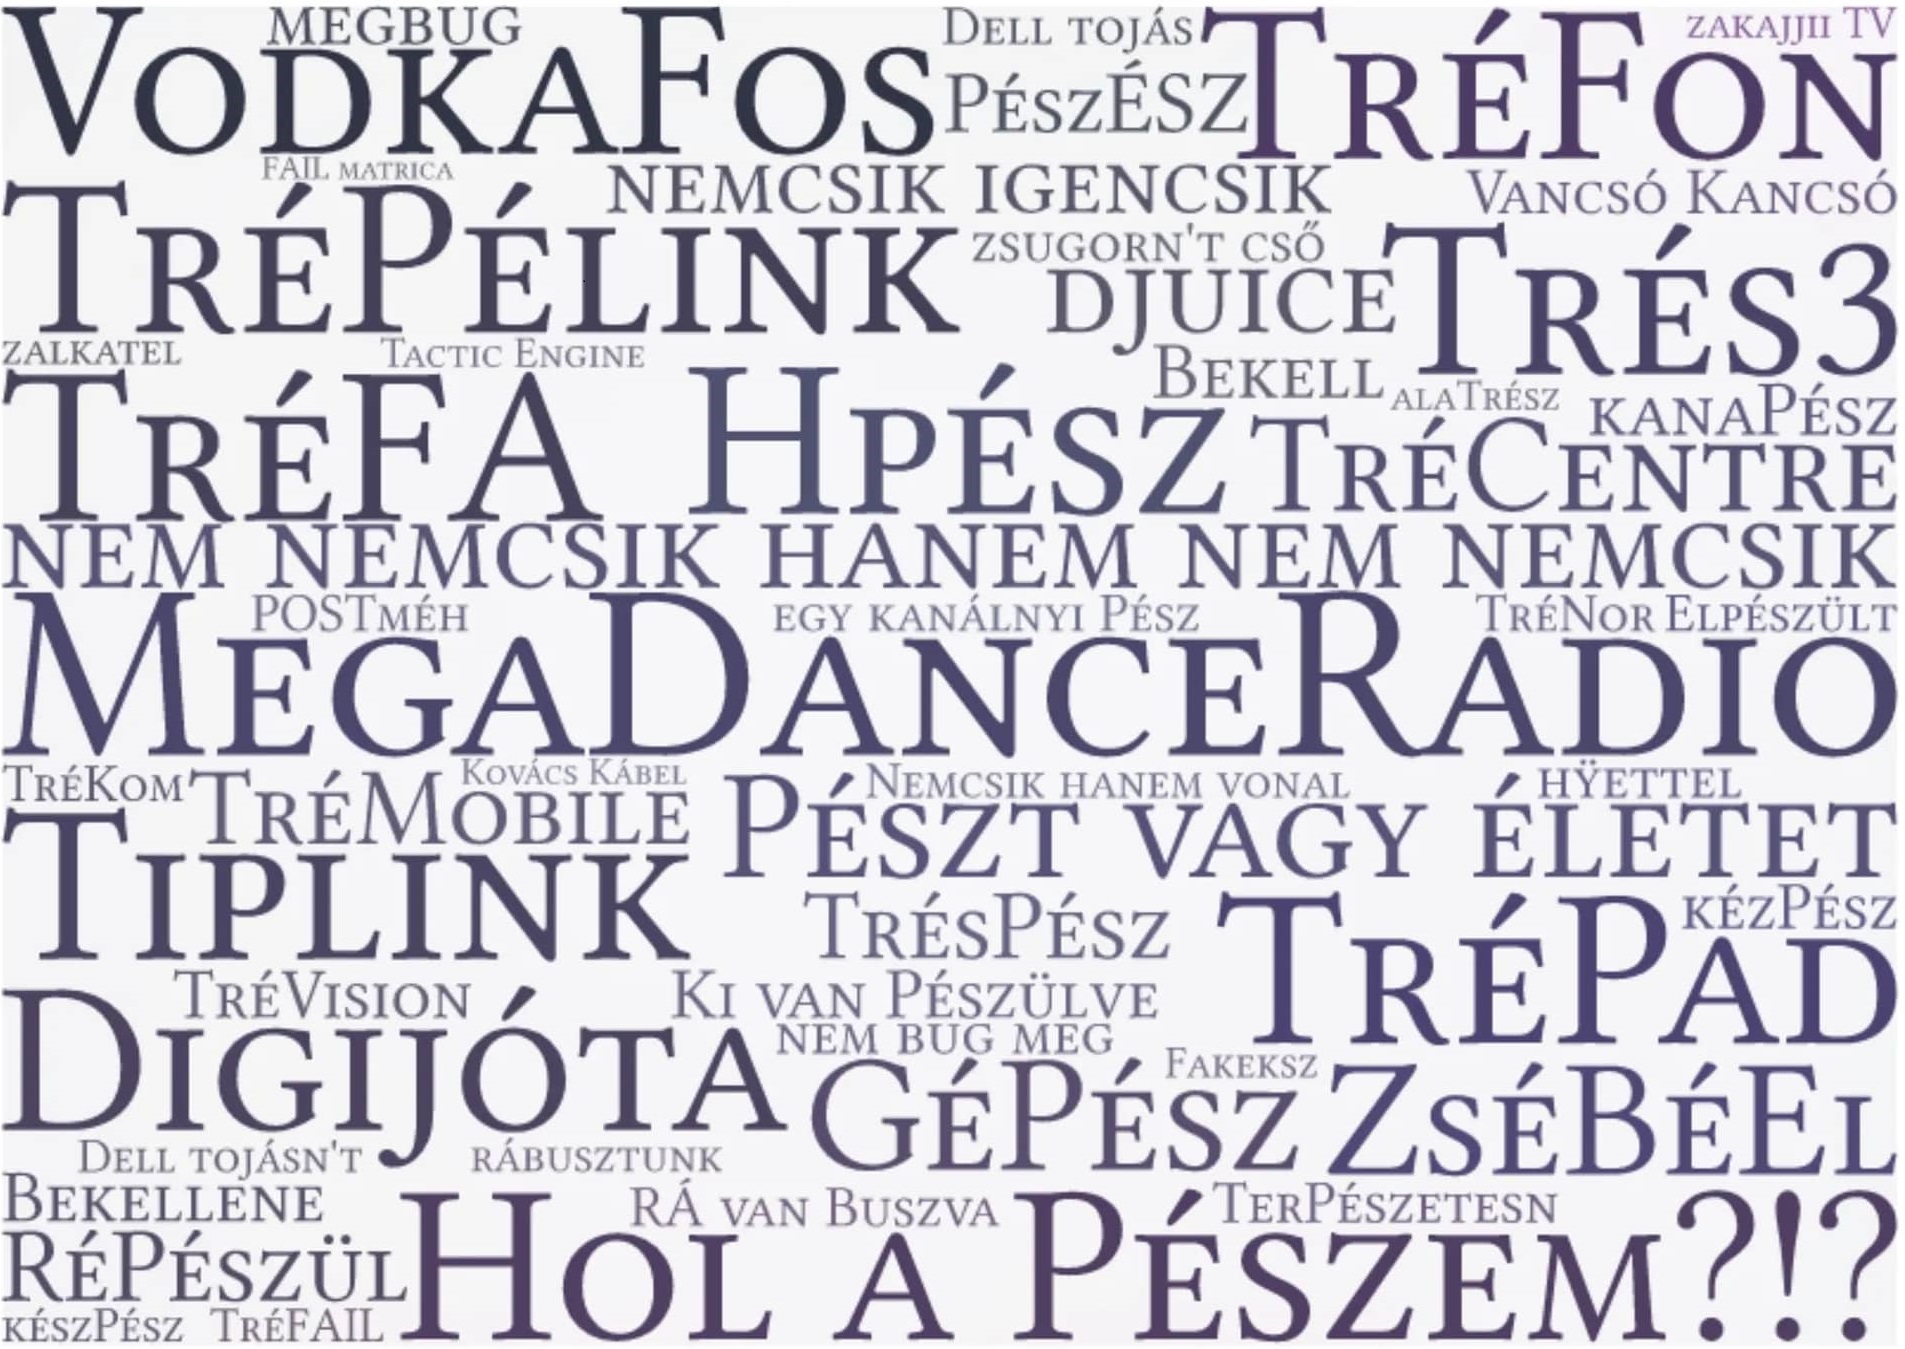 MEGBUG
DELL TOJÁS
ZAKAJJII TV
VODKAFOS
PÉSZÉSZ
TRÉFON
FAIL MATRICA
NEMCSIK IGENCSIK
VANCSÓ KANCSÓ
TRÉPÉLINK
ZSUGORN'T CSŐ
DJUICE
TRÉS3
ZALKATEL
TACTIC ENGINE
BEKELL
ALATRÉSZ
KANAPÉSZ
TRÉFA
HPÉSZ
TRÉCENTRE
NEM NEMCSIK HANEM NEM NEMCSIK
POSTMÉH
EGY KANÁLNYI PÉSZ
TRÉNOR
ELPÉSZÜLT
MEGADANCERADIO
TRÉKOM
TRÉMOBILE
KOVÁCS KÁBEL
NEMCSIK HANEM VONAL
HŸETTEL
PÉSZT VAGY ÉLETET
TIPLINK
TRÉSPÉSZ
TRÉPAD
KÉZPÉSZ
TRÉVISION
KI VAN PÉSZÜLVE
DIGIJÓTA
NEM BUG MEG
GÉPÉSZ
FAKEKSZ
ZSÉBÉEL
DELL TOJÁSN'T
RÁBUSZTUNK
BEKELLENE
RÁ VAN BUSZVA
TERPÉSZETESN
RÉPÉSZÜL
HOL A PÉSZEM?!?
KÉSZPÉSZ
TRÉFAIL